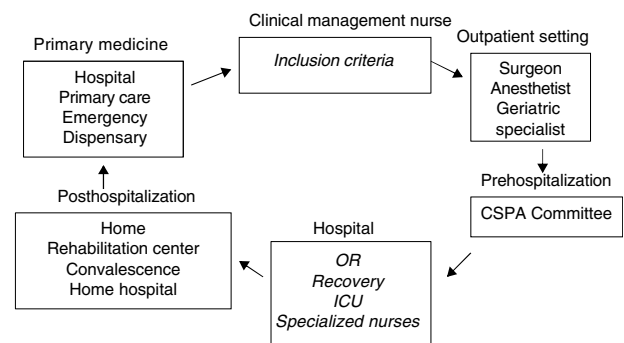 Clinical management nurse
Inclusion criteria
Outpatient setting
Surgeon
Anesthetist
Geriatric
specialist
Prehospitalization
CSPA Committee
Hospital
OR
Recovery
ICU
Specialized nurses
Posthospitalization
Home
Rehabilitation center
Convalescence
Home hospital
Primary medicine
Hospital
Primary care
Emergency
Dispensary